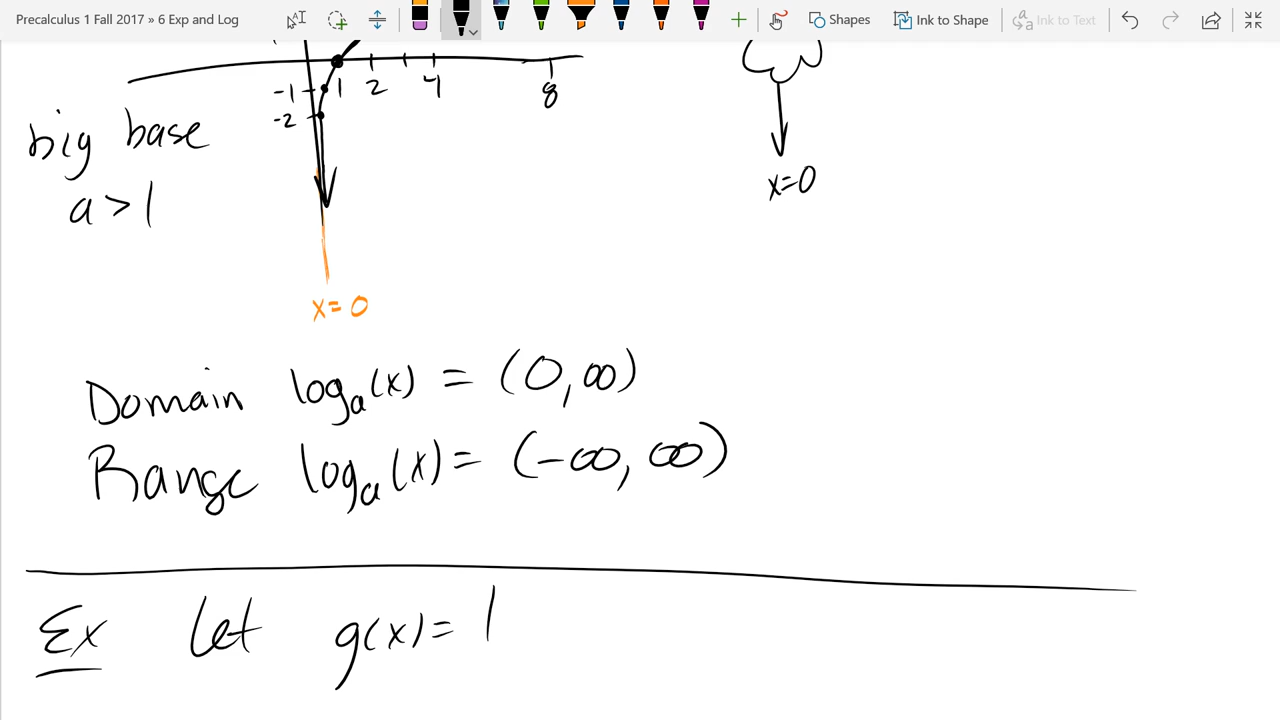 Precalculus 1 Fall 2017 » 6 Exp and Log
Shapes
Ink to Shape
Ink to Text
-1 1 2 4 8
-2
big base
a > 1
x=0
x=0
Domain logₐ(x) = (0, ∞)
Range logₐ(x) = (-∞, ∞)
Ex Let g(x) = l